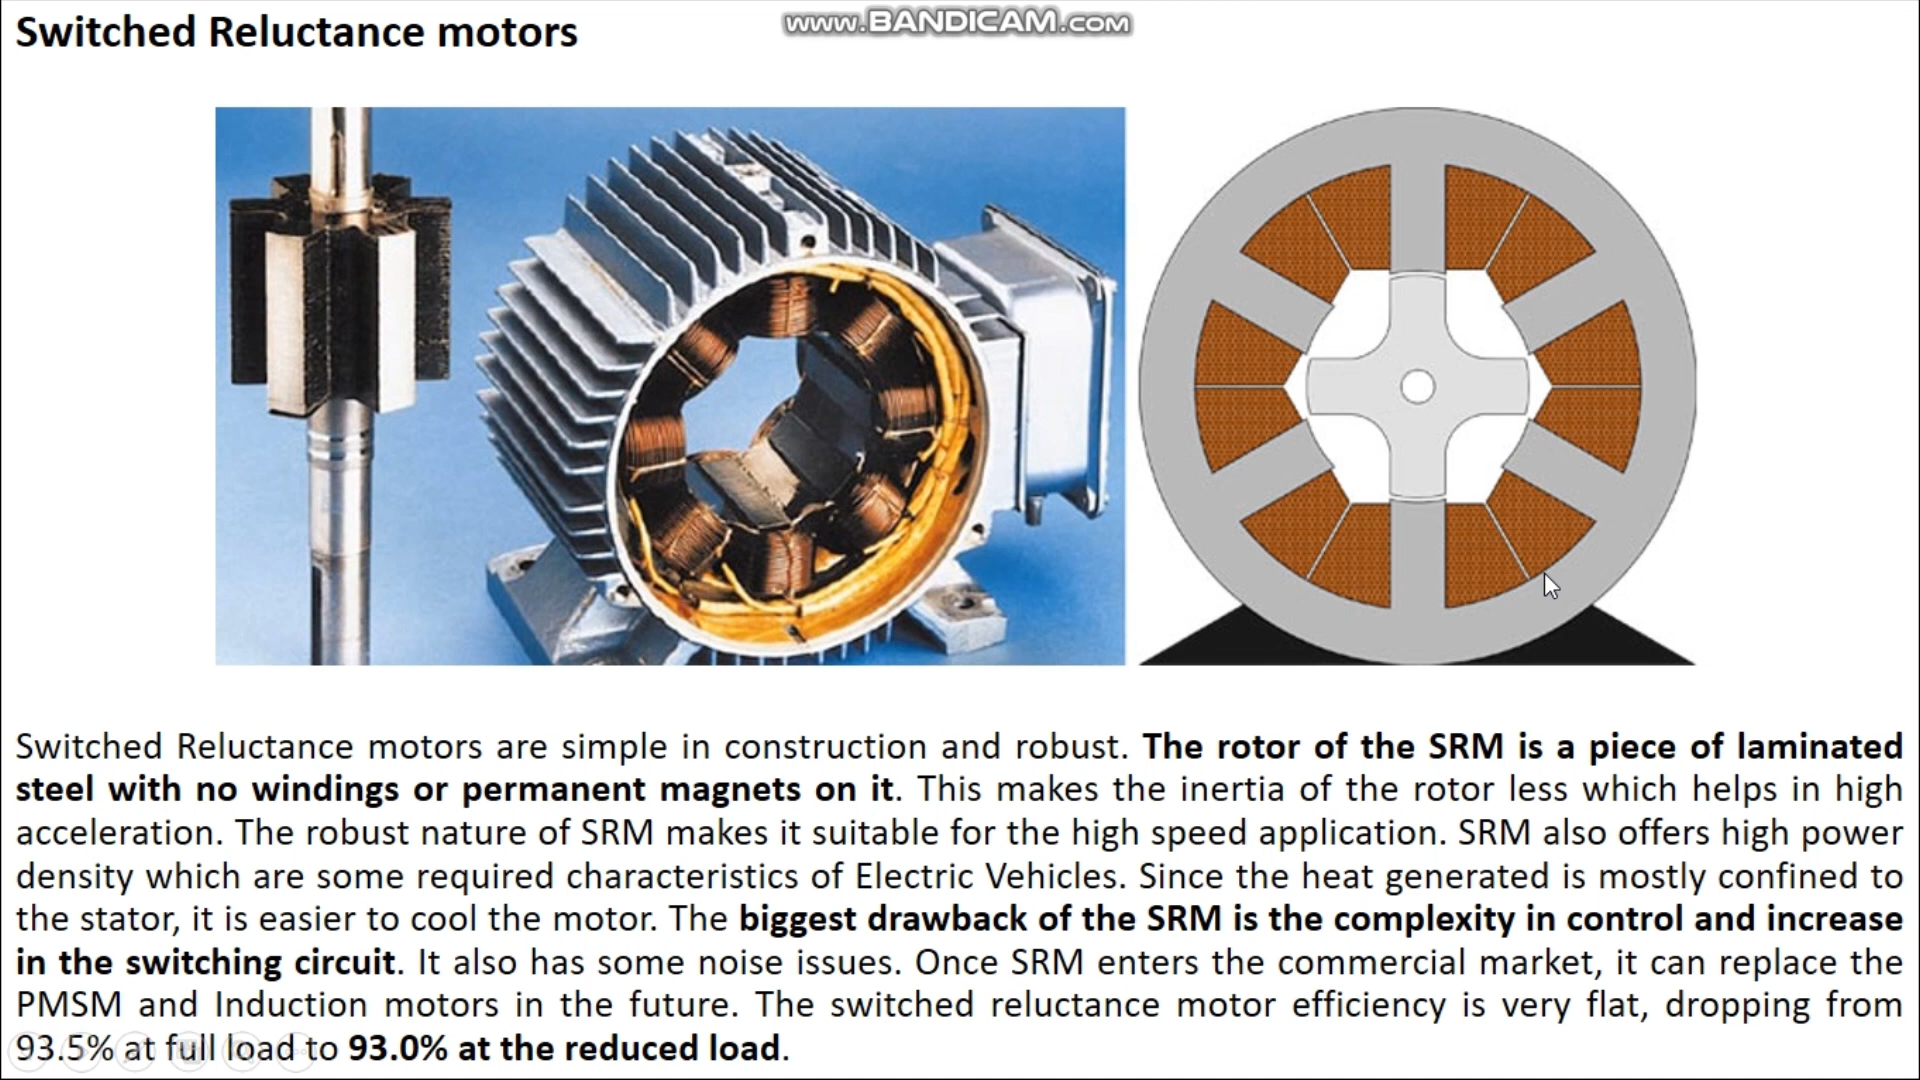 Switched Reluctance motors
www.BANDICAM.com
Switched Reluctance motors are simple in construction and robust. The rotor of the SRM is a piece of laminated
steel with no windings or permanent magnets on it. This makes the inertia of the rotor less which helps in high
acceleration. The robust nature of SRM makes it suitable for the high speed application. SRM also offers high power
density which are some required characteristics of Electric Vehicles. Since the heat generated is mostly confined to
the stator, it is easier to cool the motor. The biggest drawback of the SRM is the complexity in control and increase
in the switching circuit. It also has some noise issues. Once SRM enters the commercial market, it can replace the
PMSM and Induction motors in the future. The switched reluctance motor efficiency is very flat, dropping from
93.5% at full load to 93.0% at the reduced load.